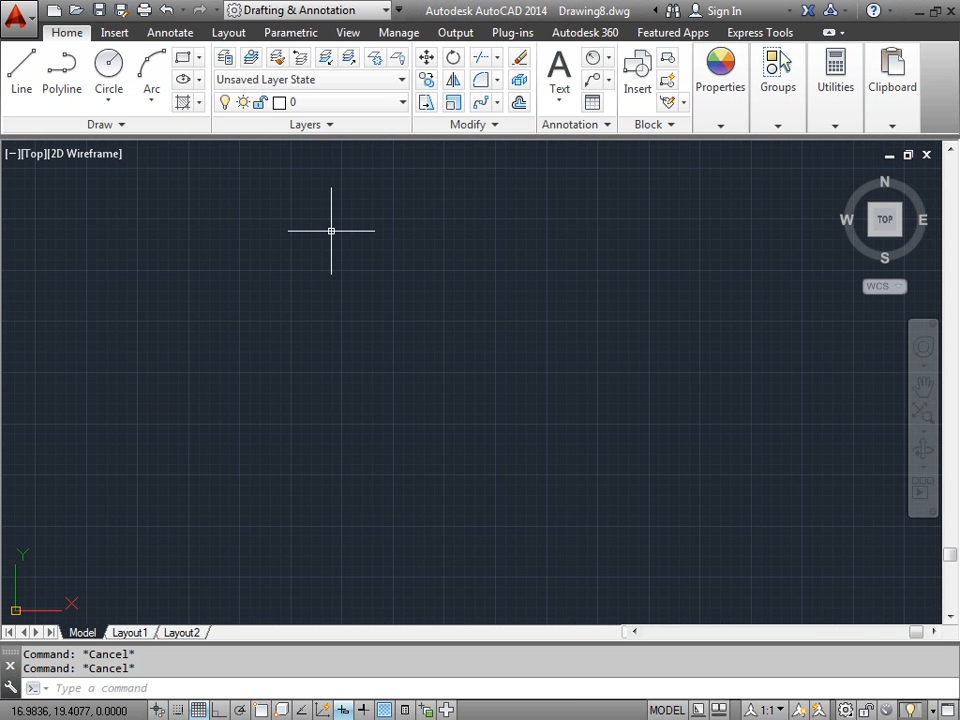 Drafting & Annotation
Autodesk AutoCAD 2014 Drawing8.dwg
Sign In
Home Insert Annotate Layout Parametric View Manage Output Plug-ins Autodesk 360 Featured Apps Express Tools
Unsaved Layer State
0
Line Polyline Circle Arc
Text Insert Properties Groups Utilities Clipboard
Draw Layers Modify Annotation Block
[−][Top][2D Wireframe]
N
W TOP E
S
WCS
Y
X
Model Layout1 Layout2
Command: *Cancel*
Command: *Cancel*
Type a command
16.9836, 19.4077, 0.0000
MODEL
1:1